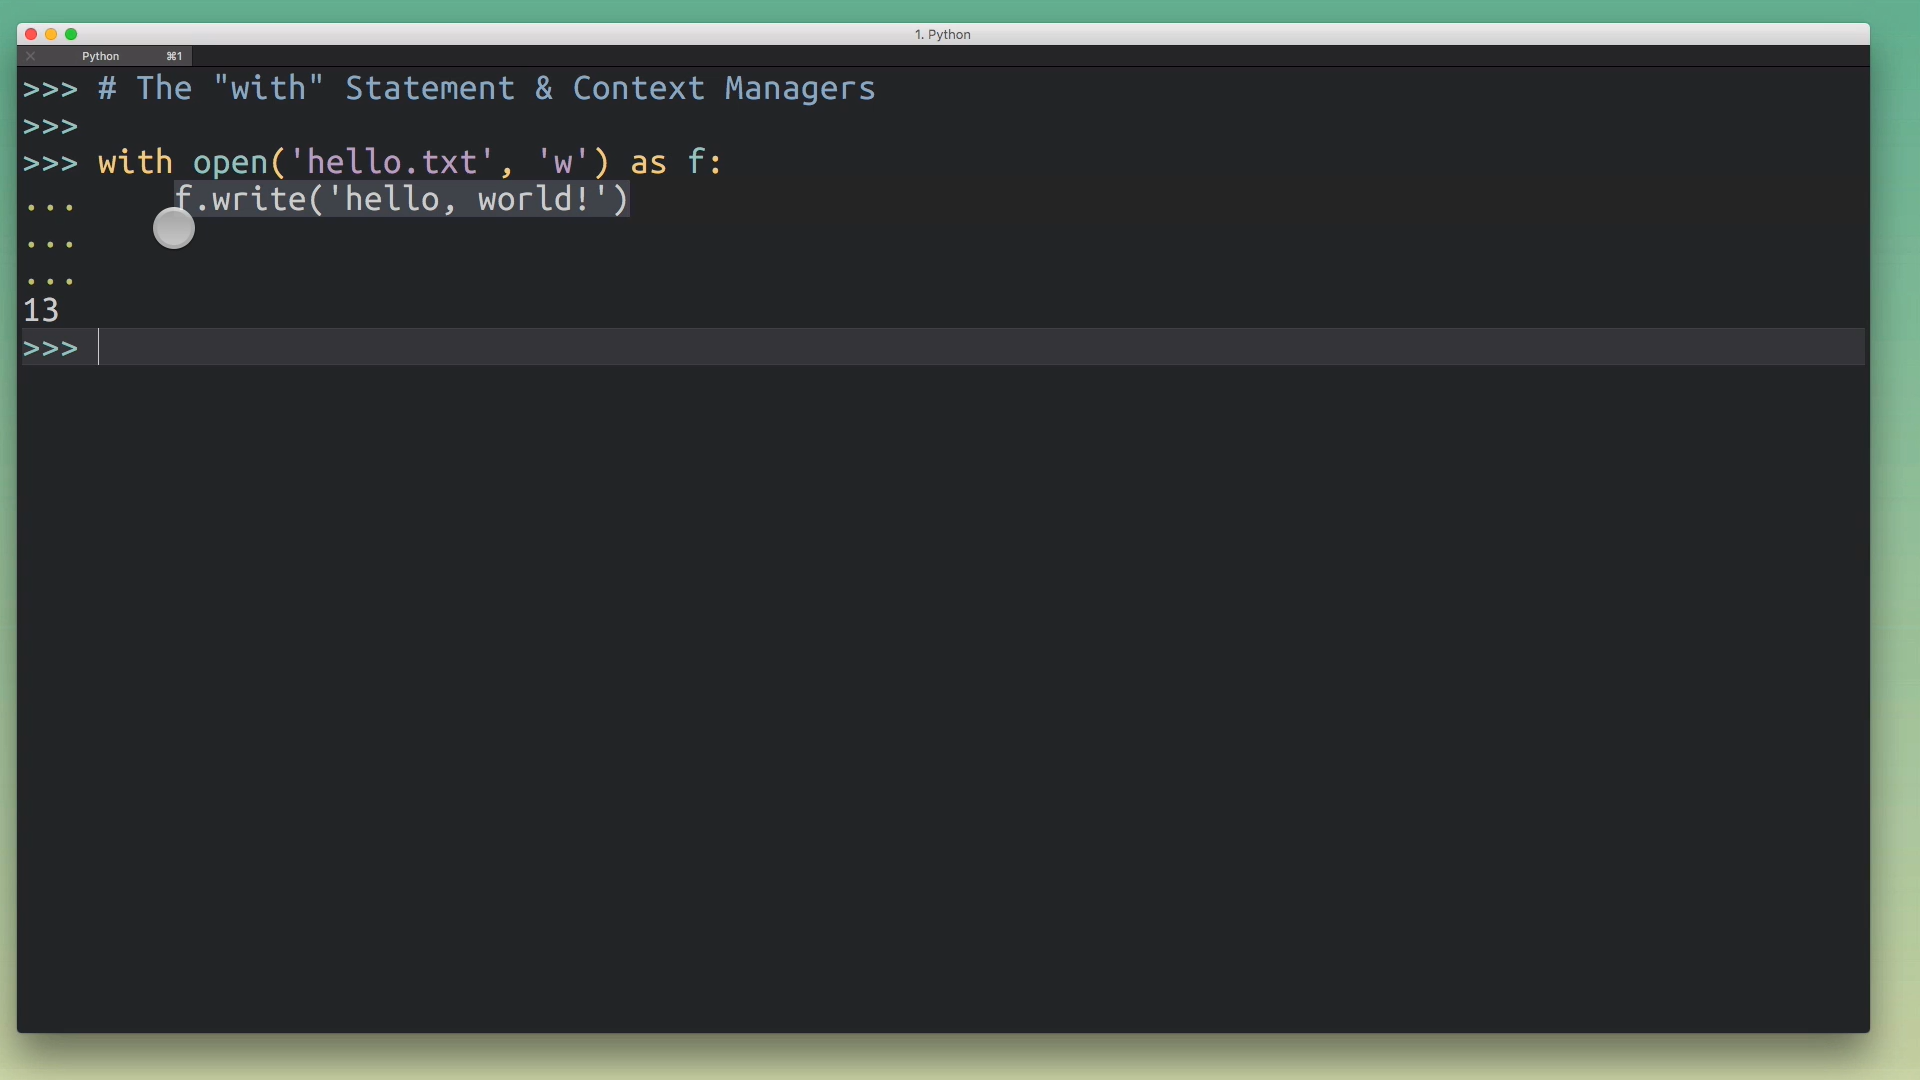 1. Python
Python ⌘1
>>> # The "with" Statement & Context Managers
>>>
>>> with open('hello.txt', 'w') as f:
...     f.write('hello, world!')
...
...
13
>>>